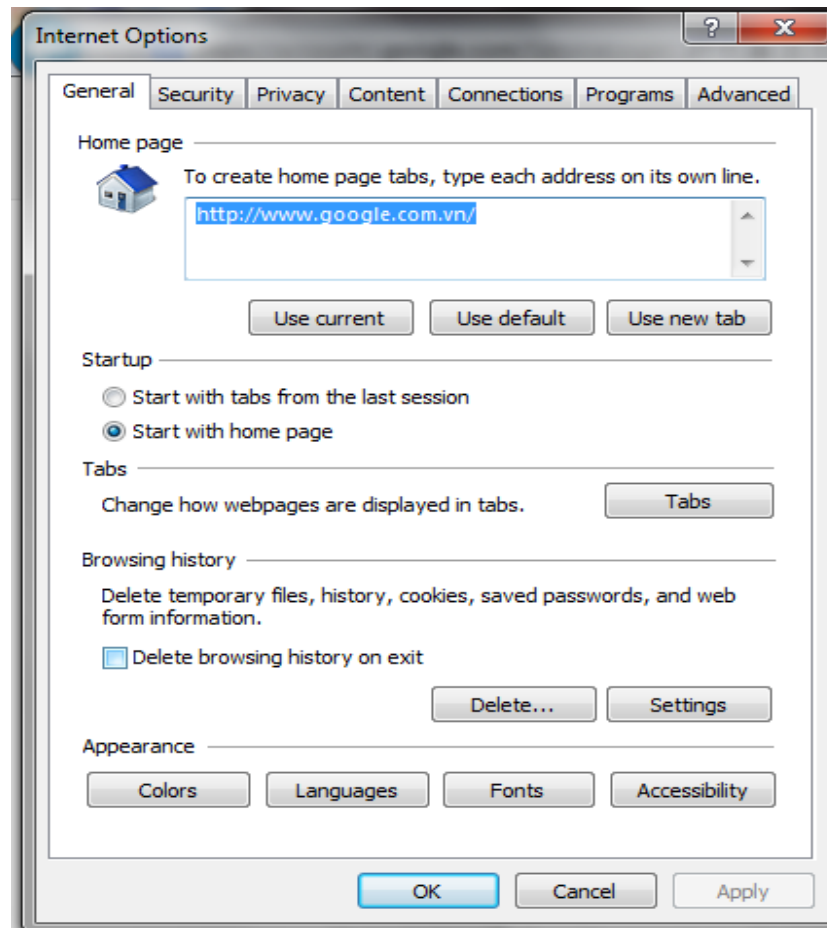 Internet Options
General Security Privacy Content Connections Programs Advanced
Home page
To create home page tabs, type each address on its own line.
http://www.google.com.vn/
Use current Use default Use new tab
Startup
Start with tabs from the last session
Start with home page
Tabs
Change how webpages are displayed in tabs. Tabs
Browsing history
Delete temporary files, history, cookies, saved passwords, and web
form information.
Delete browsing history on exit
Delete... Settings
Appearance
Colors Languages Fonts Accessibility
OK Cancel Apply